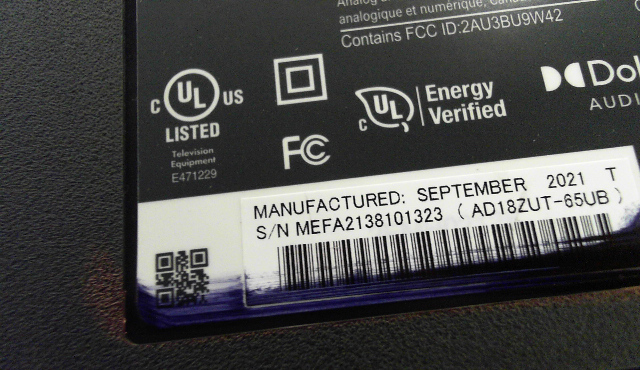 analogique et numérique,
Contains FCC ID:2AU3BU9W42
C UL US
LISTED
Television
Equipment
E471229
FC
C UL
Energy
Verified
AUDI
MANUFACTURED: SEPTEMBER 2021 T
S/N MEFA2138101323 ( AD18ZUT-65UB )